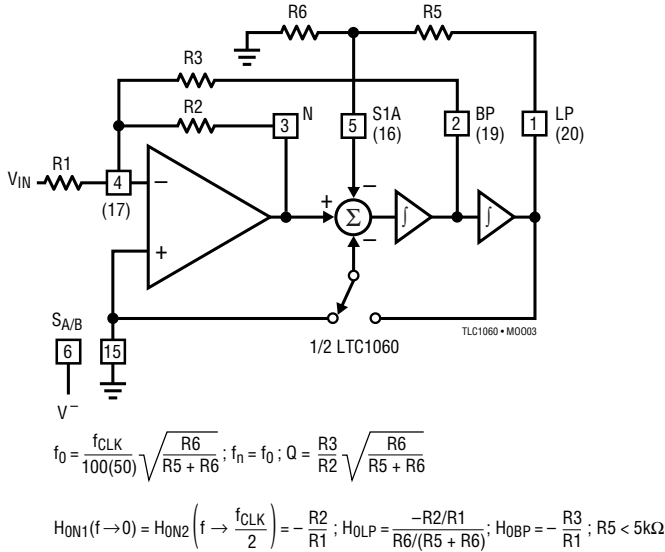 R6
R5
R3
R2
3
N
5
S1A
(16)
2
BP
(19)
1
LP
(20)
R1
VIN
4
(17)
−
+
+
Σ
−
−
∫
∫
SA/B
6
15
V−
1/2 LTC1060
TLC1060 • MOO03
f0 = fCLK/100(50) √(R6/(R5 + R6)) ; fn = f0 ; Q = R3/R2 √(R6/(R5 + R6))
H0N1(f →0) = H0N2 (f → fCLK/2) = − R2/R1 ; H0LP = −R2/R1/R6/(R5 + R6) ; H0BP = − R3/R1 ; R5 < 5kΩ